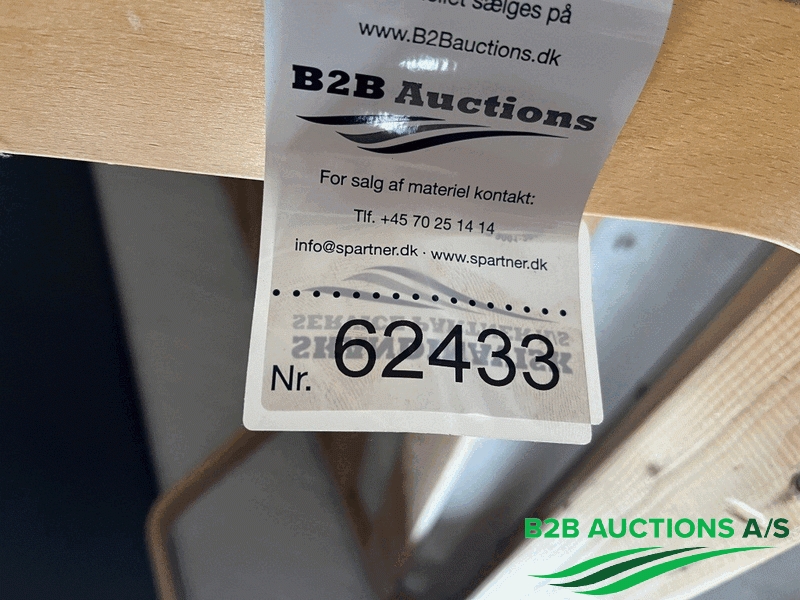 sælges på
www.B2Bauctions.dk
B2B Auctions
For salg af materiel kontakt:
Tlf. +45 70 25 14 14
info@spartner.dk · www.spartner.dk
Nr. 62433
B2B AUCTIONS A/S